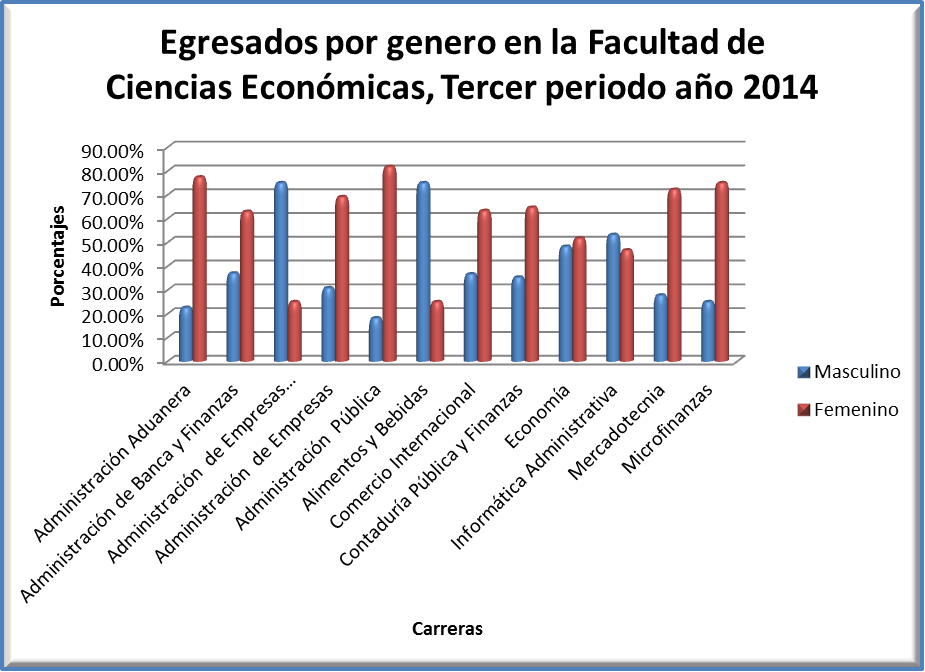 Egresados por genero en la Facultad de
Ciencias Económicas, Tercer periodo año 2014
Porcentajes
90.00%
80.00%
70.00%
60.00%
50.00%
40.00%
30.00%
20.00%
10.00%
0.00%
Administración Aduanera
Administración de Banca y Finanzas
Administración de Empresas...
Administración de Empresas
Administración Pública
Alimentos y Bebidas
Comercio Internacional
Contaduría Pública y Finanzas
Economía
Informática Administrativa
Mercadotecnia
Microfinanzas
Masculino
Femenino
Carreras